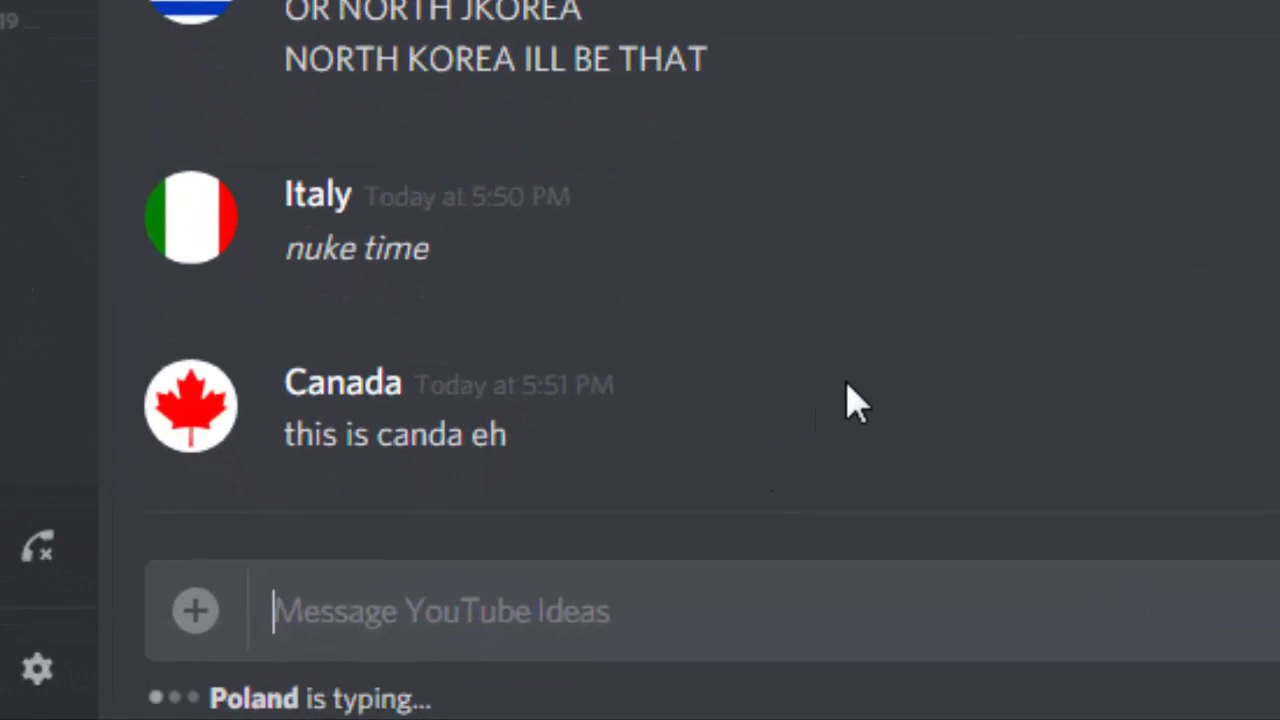 19 ...
OR NORTH JKOREA
NORTH KOREA ILL BE THAT
Italy Today at 5:50 PM
nuke time
Canada Today at 5:51 PM
this is canda eh
Message YouTube Ideas
Poland is typing...